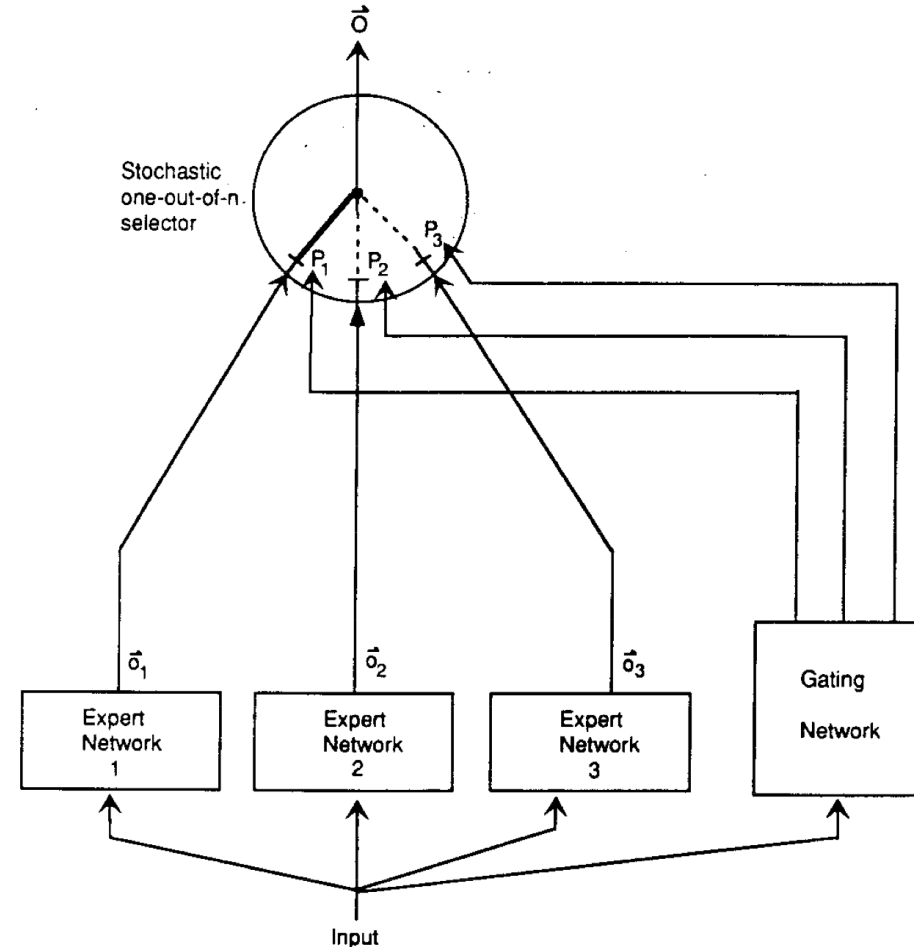 O⃗
Stochastic
one-out-of-n
selector
P₁
P₂
P₃
o⃗₁
o⃗₂
o⃗₃
Expert
Network
1
Expert
Network
2
Expert
Network
3
Gating
Network
Input